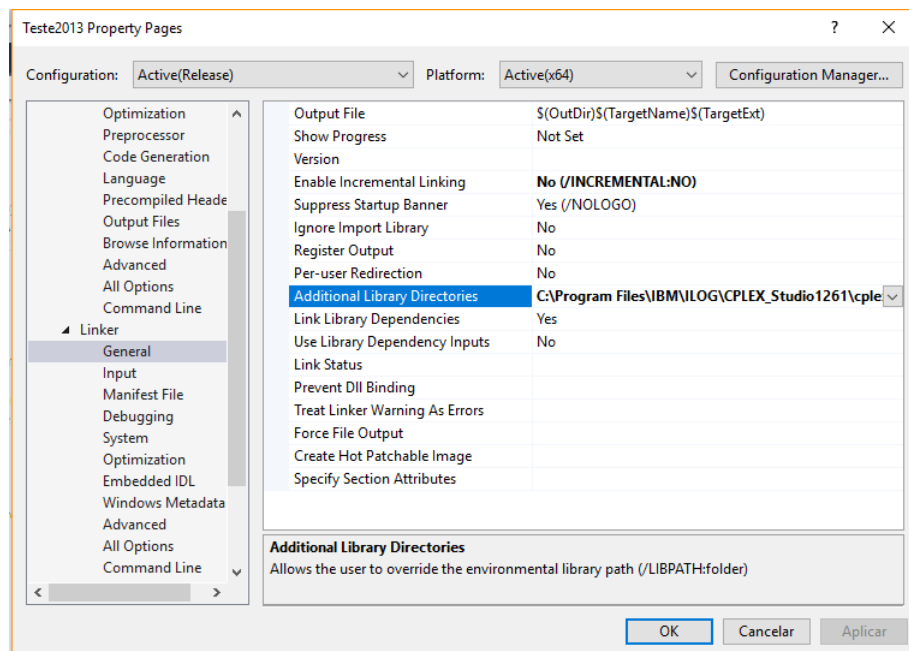 Teste2013 Property Pages ? ×
Configuration: Active(Release) Platform: Active(x64) Configuration Manager...
Optimization
Preprocessor
Code Generation
Language
Precompiled Heade
Output Files
Browse Information
Advanced
All Options
Command Line
Linker
General
Input
Manifest File
Debugging
System
Optimization
Embedded IDL
Windows Metadata
Advanced
All Options
Command Line
Output File $(OutDir)$(TargetName)$(TargetExt)
Show Progress Not Set
Version
Enable Incremental Linking No (/INCREMENTAL:NO)
Suppress Startup Banner Yes (/NOLOGO)
Ignore Import Library No
Register Output No
Per-user Redirection No
Additional Library Directories C:\Program Files\IBM\ILOG\CPLEX_Studio1261\cple
Link Library Dependencies Yes
Use Library Dependency Inputs No
Link Status
Prevent Dll Binding
Treat Linker Warning As Errors
Force File Output
Create Hot Patchable Image
Specify Section Attributes
Additional Library Directories
Allows the user to override the environmental library path (/LIBPATH:folder)
OK Cancelar Aplicar